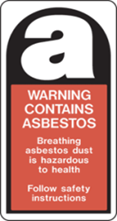 a
WARNING
CONTAINS
ASBESTOS
Breathing
asbestos dust
is hazardous
to health
Follow safety
instructions